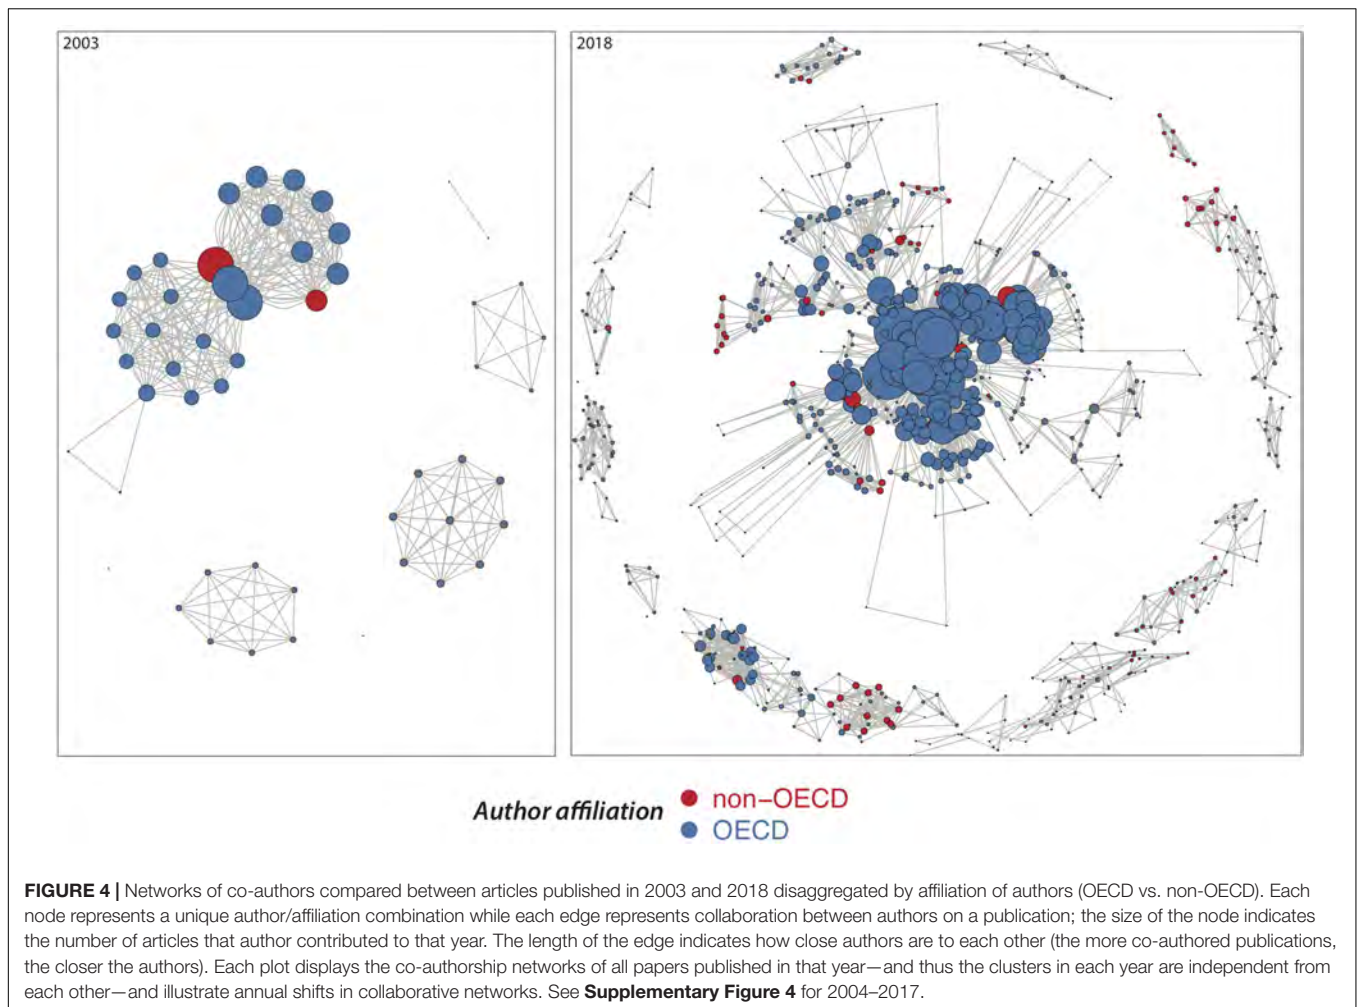 2003
2018
Author affiliation
non–OECD
OECD
FIGURE 4 | Networks of co-authors compared between articles published in 2003 and 2018 disaggregated by affiliation of authors (OECD vs. non-OECD). Each
node represents a unique author/affiliation combination while each edge represents collaboration between authors on a publication; the size of the node indicates
the number of articles that author contributed to that year. The length of the edge indicates how close authors are to each other (the more co-authored publications,
the closer the authors). Each plot displays the co-authorship networks of all papers published in that year—and thus the clusters in each year are independent from
each other—and illustrate annual shifts in collaborative networks. See Supplementary Figure 4 for 2004–2017.